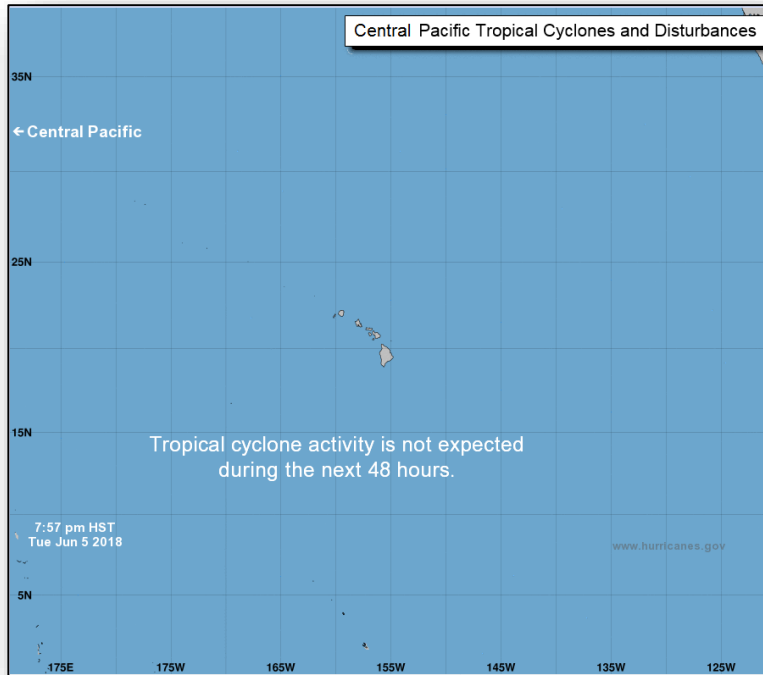 Central Pacific Tropical Cyclones and Disturbances
35N
←Central Pacific
25N
15N
Tropical cyclone activity is not expected
during the next 48 hours.
7:57 pm HST
Tue Jun 5 2018
www.hurricanes.gov
5N
175E 175W 165W 155W 145W 135W 125W